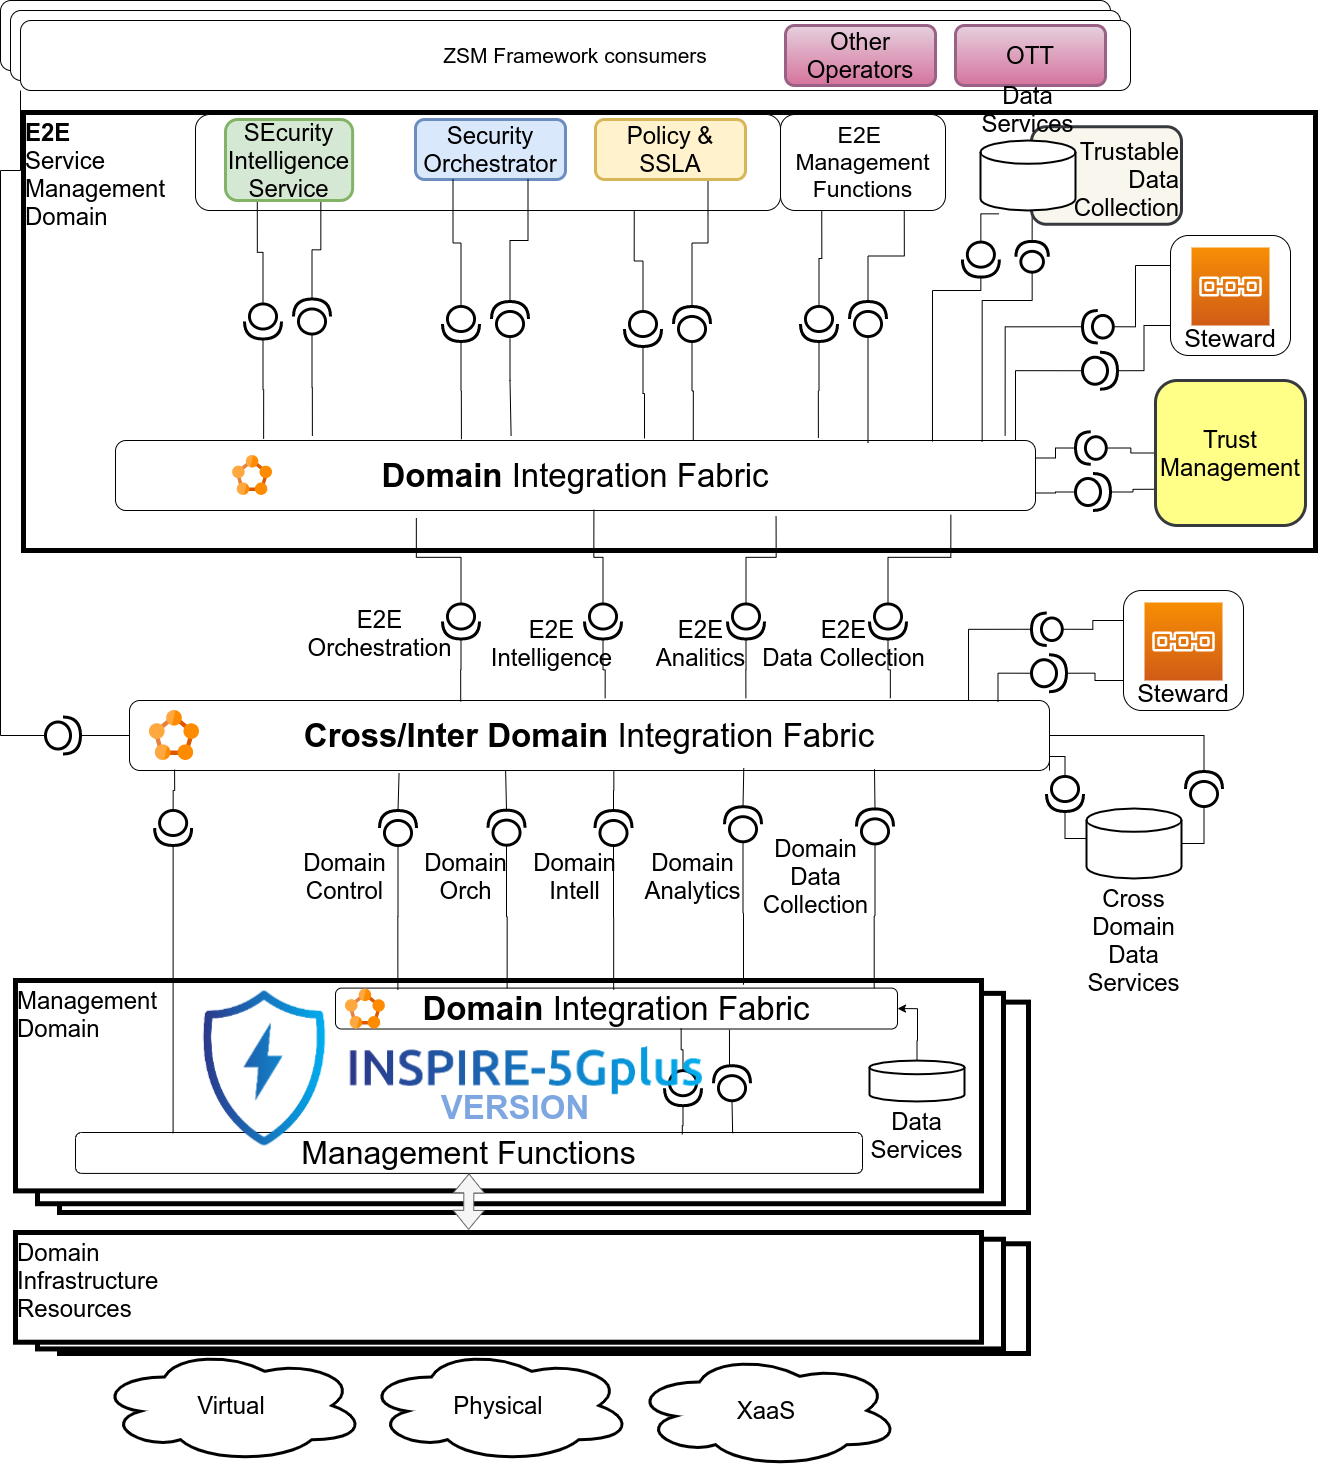 ZSM Framework consumers
Other
Operators
OTT
E2E
Service
Management
Domain
SEcurity
Intelligence
Service
Security
Orchestrator
Policy &
SSLA
E2E
Management
Functions
Data
Services
Trustable
Data
Collection
Steward
Trust
Management
Domain Integration Fabric
E2E
Orchestration
E2E
Intelligence
E2E
Analitics
E2E
Data Collection
Steward
Cross/Inter Domain Integration Fabric
Domain
Control
Domain
Orch
Domain
Intell
Domain
Analytics
Domain
Data
Collection
Cross
Domain
Data
Services
Management
Domain
Domain Integration Fabric
INSPIRE-5Gplus
VERSION
Data
Services
Management Functions
Domain
Infrastructure
Resources
Virtual
Physical
XaaS